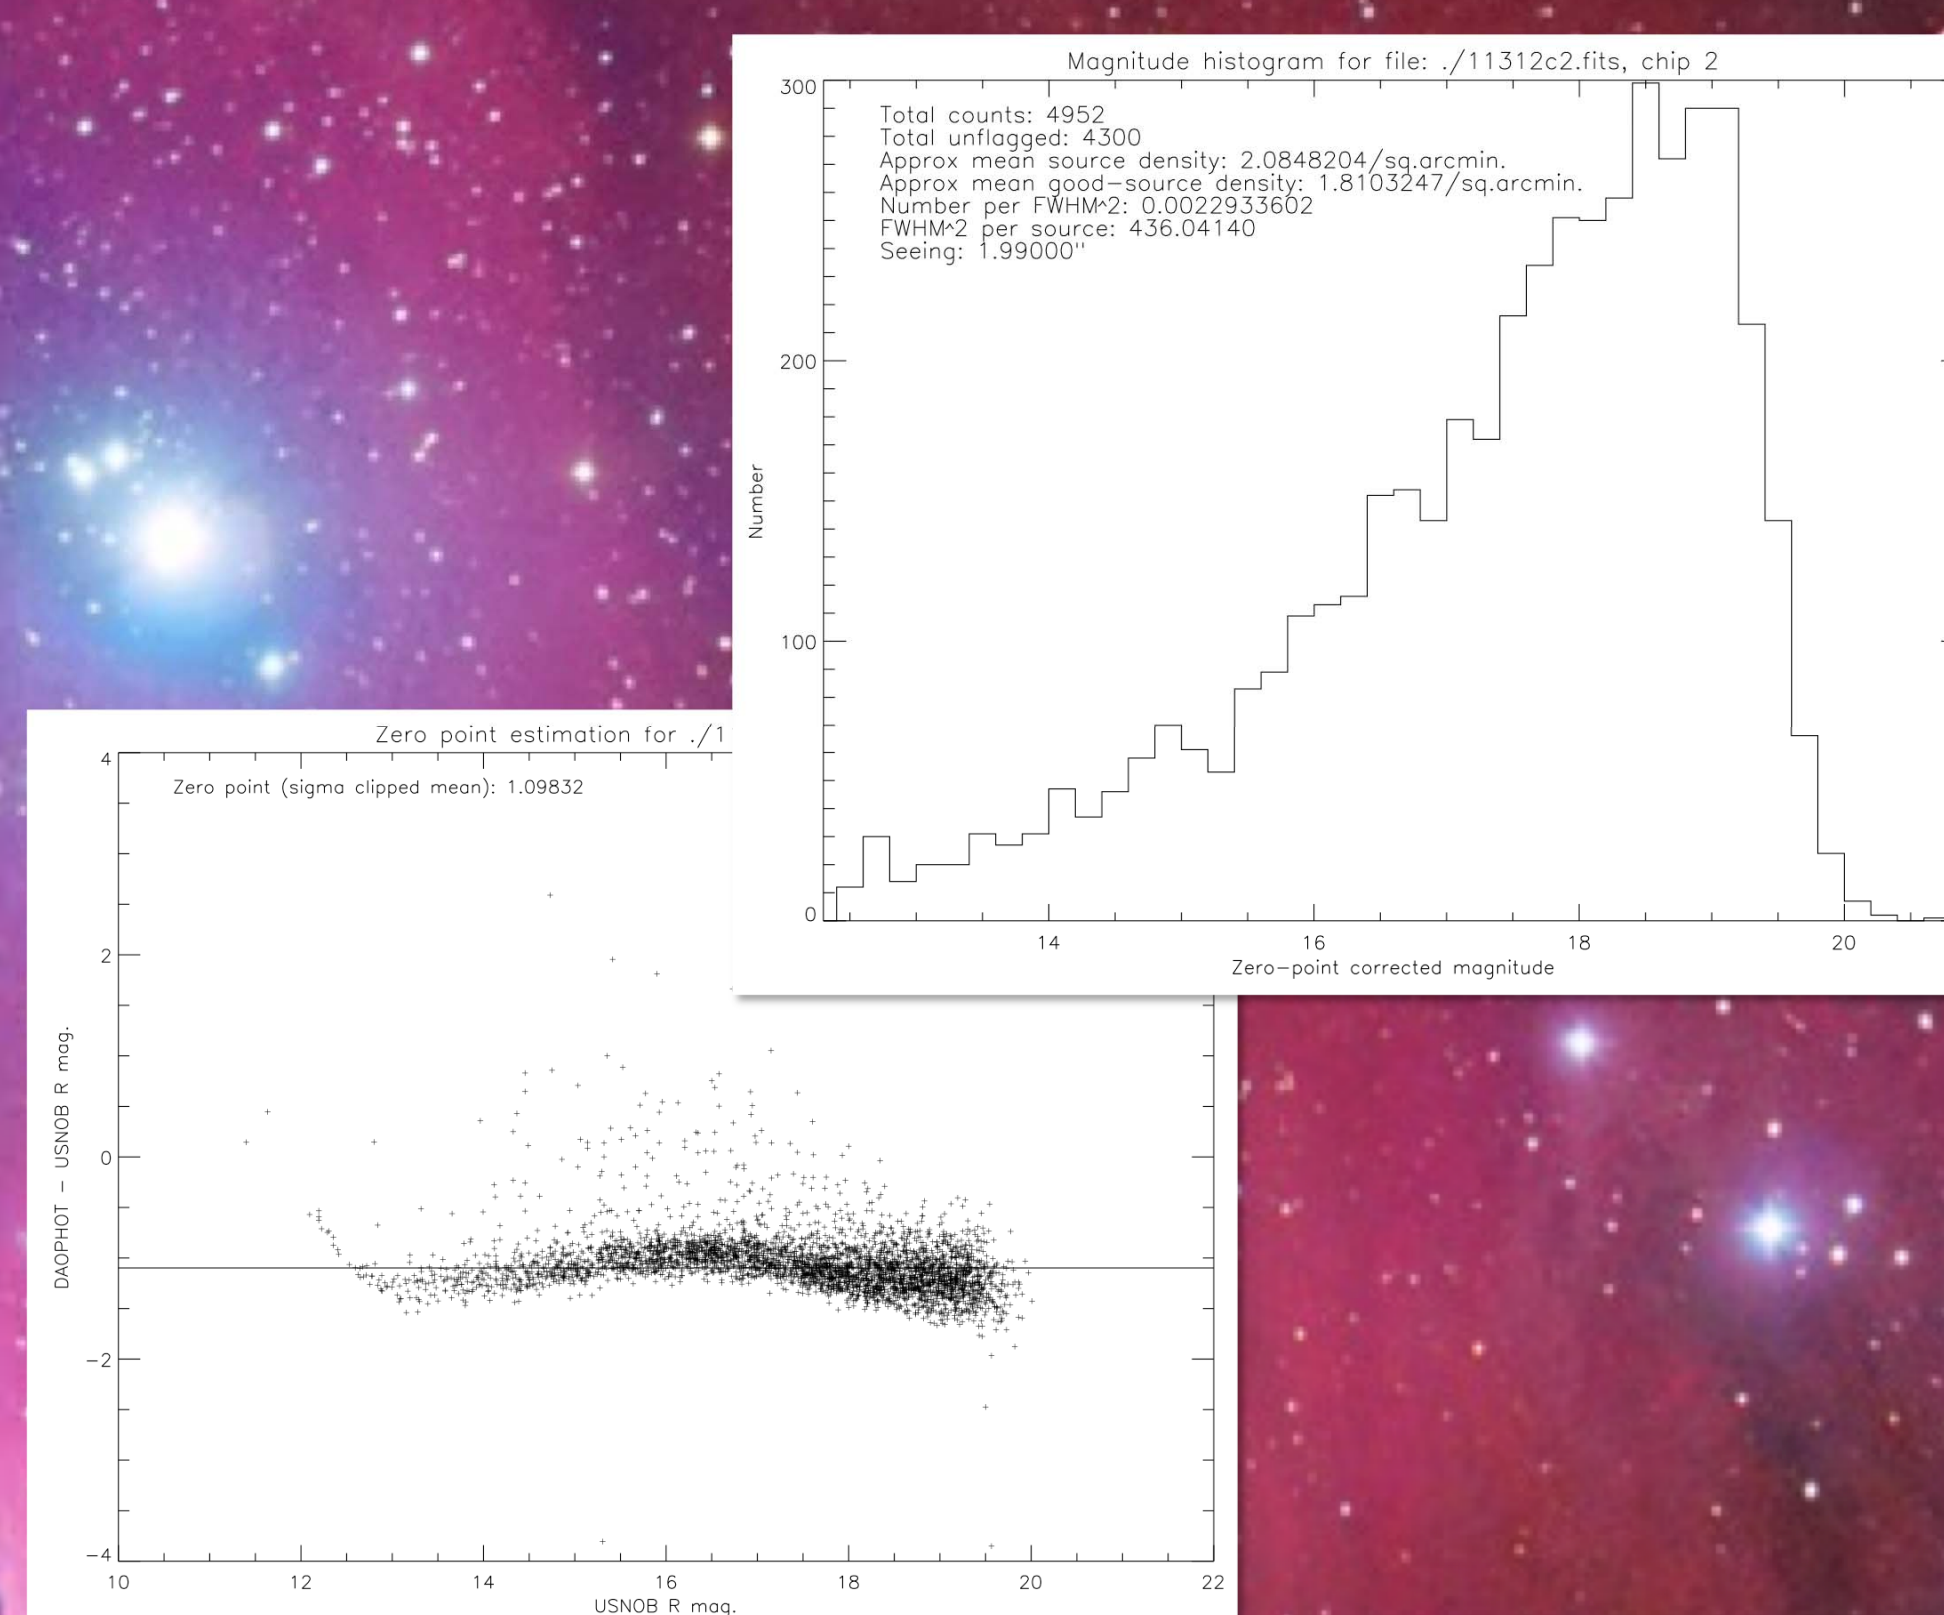 Magnitude histogram for file: ./11312c2.fits, chip 2
300
Total counts: 4952
Total unflagged: 4300
Approx mean source density: 2.0848204/sq.arcmin.
Approx mean good-source density: 1.8103247/sq.arcmin.
Number per FWHM^2: 0.0022933602
FWHM^2 per source: 436.04140
Seeing: 1.99000"
200
Number
100
0
14 16 18 20
Zero-point corrected magnitude
Zero point estimation for ./1
4
Zero point (sigma clipped mean): 1.09832
2
DAOPHOT - USNOB R mag.
0
-2
-4
10 12 14 16 18 20 22
USNOB R mag.